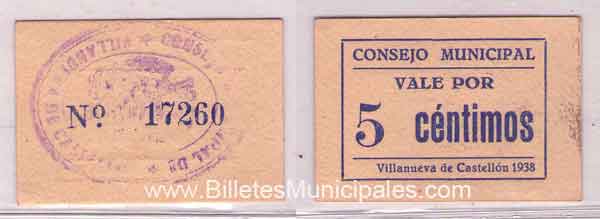 Nº 17260
CONSEJO MUNICIPAL
VALE POR
5 céntimos
Villanueva de Castellón 1938
www.BilletesMunicipales.com